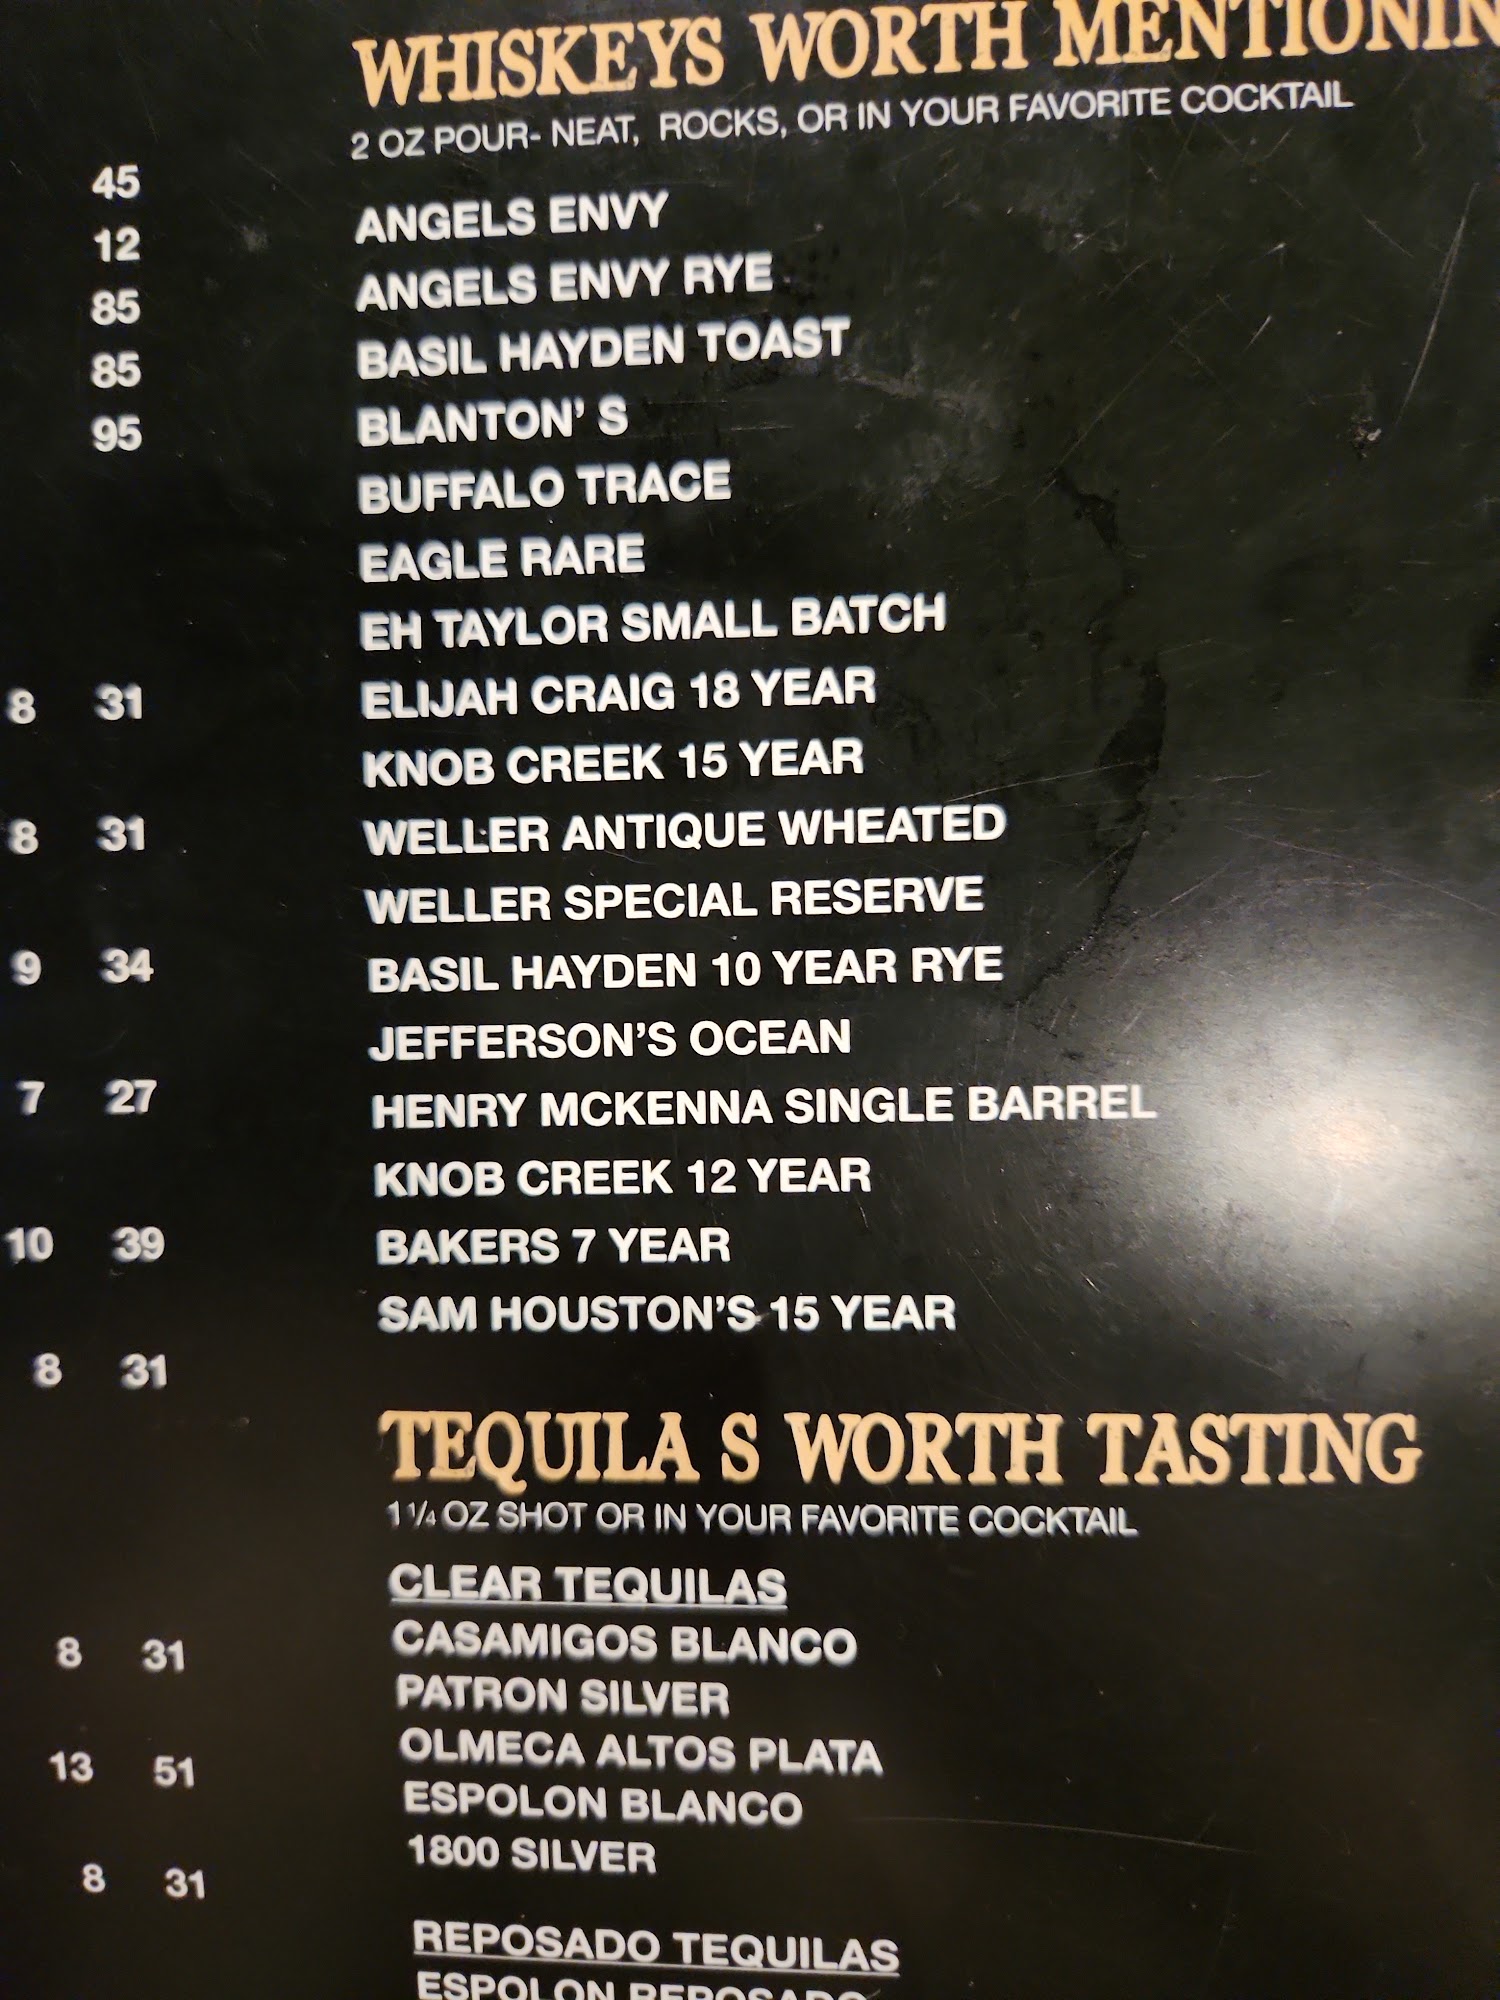 45
12
85
85
95
8 31
8 31
9 34
7 27
10 39
8 31
8 31
13 51
8 31
WHISKEYS WORTH MENTIONIN
2 OZ POUR- NEAT, ROCKS, OR IN YOUR FAVORITE COCKTAIL
ANGELS ENVY
ANGELS ENVY RYE
BASIL HAYDEN TOAST
BLANTON' S
BUFFALO TRACE
EAGLE RARE
EH TAYLOR SMALL BATCH
ELIJAH CRAIG 18 YEAR
KNOB CREEK 15 YEAR
WELLER ANTIQUE WHEATED
WELLER SPECIAL RESERVE
BASIL HAYDEN 10 YEAR RYE
JEFFERSON'S OCEAN
HENRY MCKENNA SINGLE BARREL
KNOB CREEK 12 YEAR
BAKERS 7 YEAR
SAM HOUSTON'S 15 YEAR
TEQUILA S WORTH TASTING
1 1/4 OZ SHOT OR IN YOUR FAVORITE COCKTAIL
CLEAR TEQUILAS
CASAMIGOS BLANCO
PATRON SILVER
OLMECA ALTOS PLATA
ESPOLON BLANCO
1800 SILVER
REPOSADO TEQUILAS
ESPOLON REPOSADO